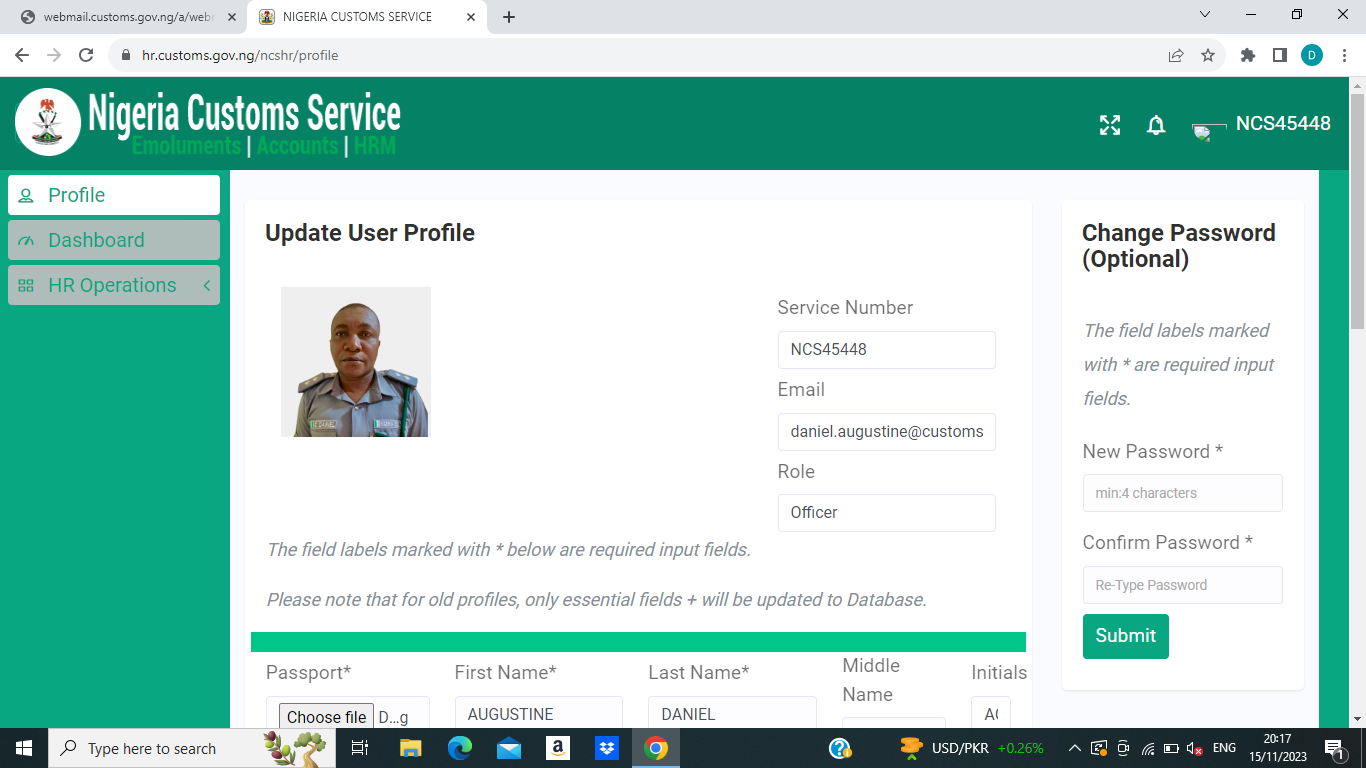 webmail.customs.gov.ng/a/web
NIGERIA CUSTOMS SERVICE
hr.customs.gov.ng/ncshr/profile
D
Nigeria Customs Service
Emoluments | Accounts | HRM
NCS45448
Profile
Dashboard
HR Operations
Update User Profile
Service Number
NCS45448
Email
daniel.augustine@customs
Role
Officer
The field labels marked with * below are required input fields.
Please note that for old profiles, only essential fields + will be updated to Database.
Passport*
First Name*
Last Name*
Middle
Name
Initials
Choose file D...g
AUGUSTINE
DANIEL
Change Password
(Optional)
The field labels marked
with * are required input
fields.
New Password *
min:4 characters
Confirm Password *
Re-Type Password
Submit
Type here to search
a
USD/PKR +0.26%
ENG
20:17
15/11/2023
1